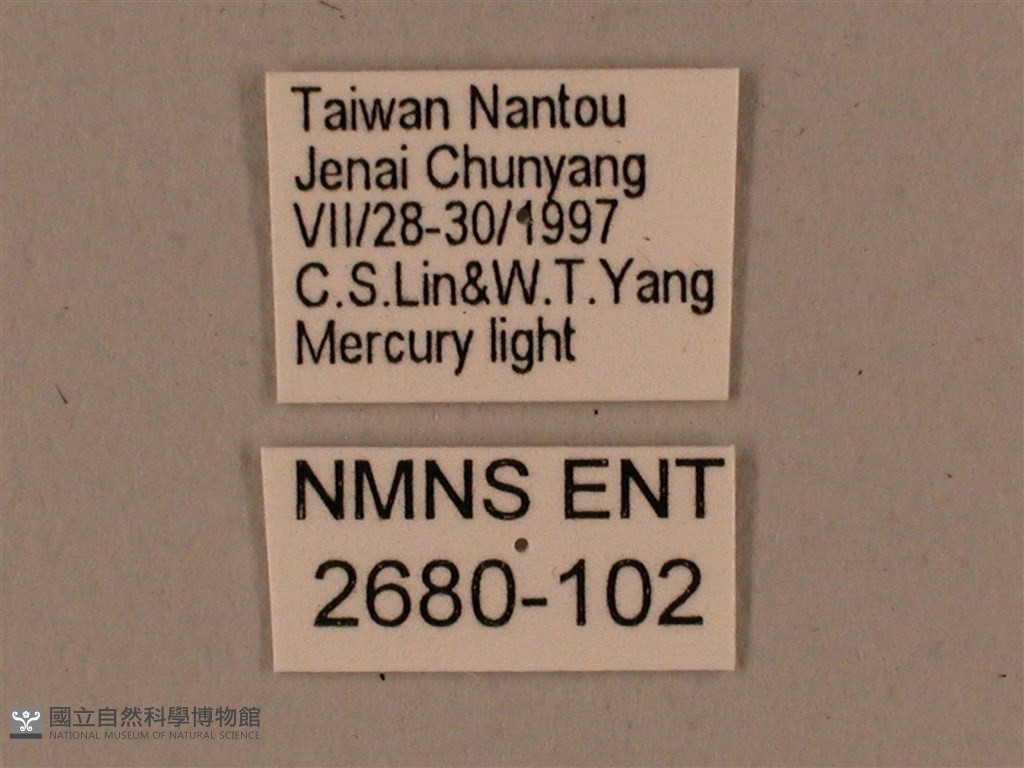 Taiwan Nantou
Jenai Chunyang
VII/28-30/1997
C.S.Lin&W.T.Yang
Mercury light
NMNS ENT
2680-102
國立自然科學博物館
NATIONAL MUSEUM OF NATURAL SCIENCE